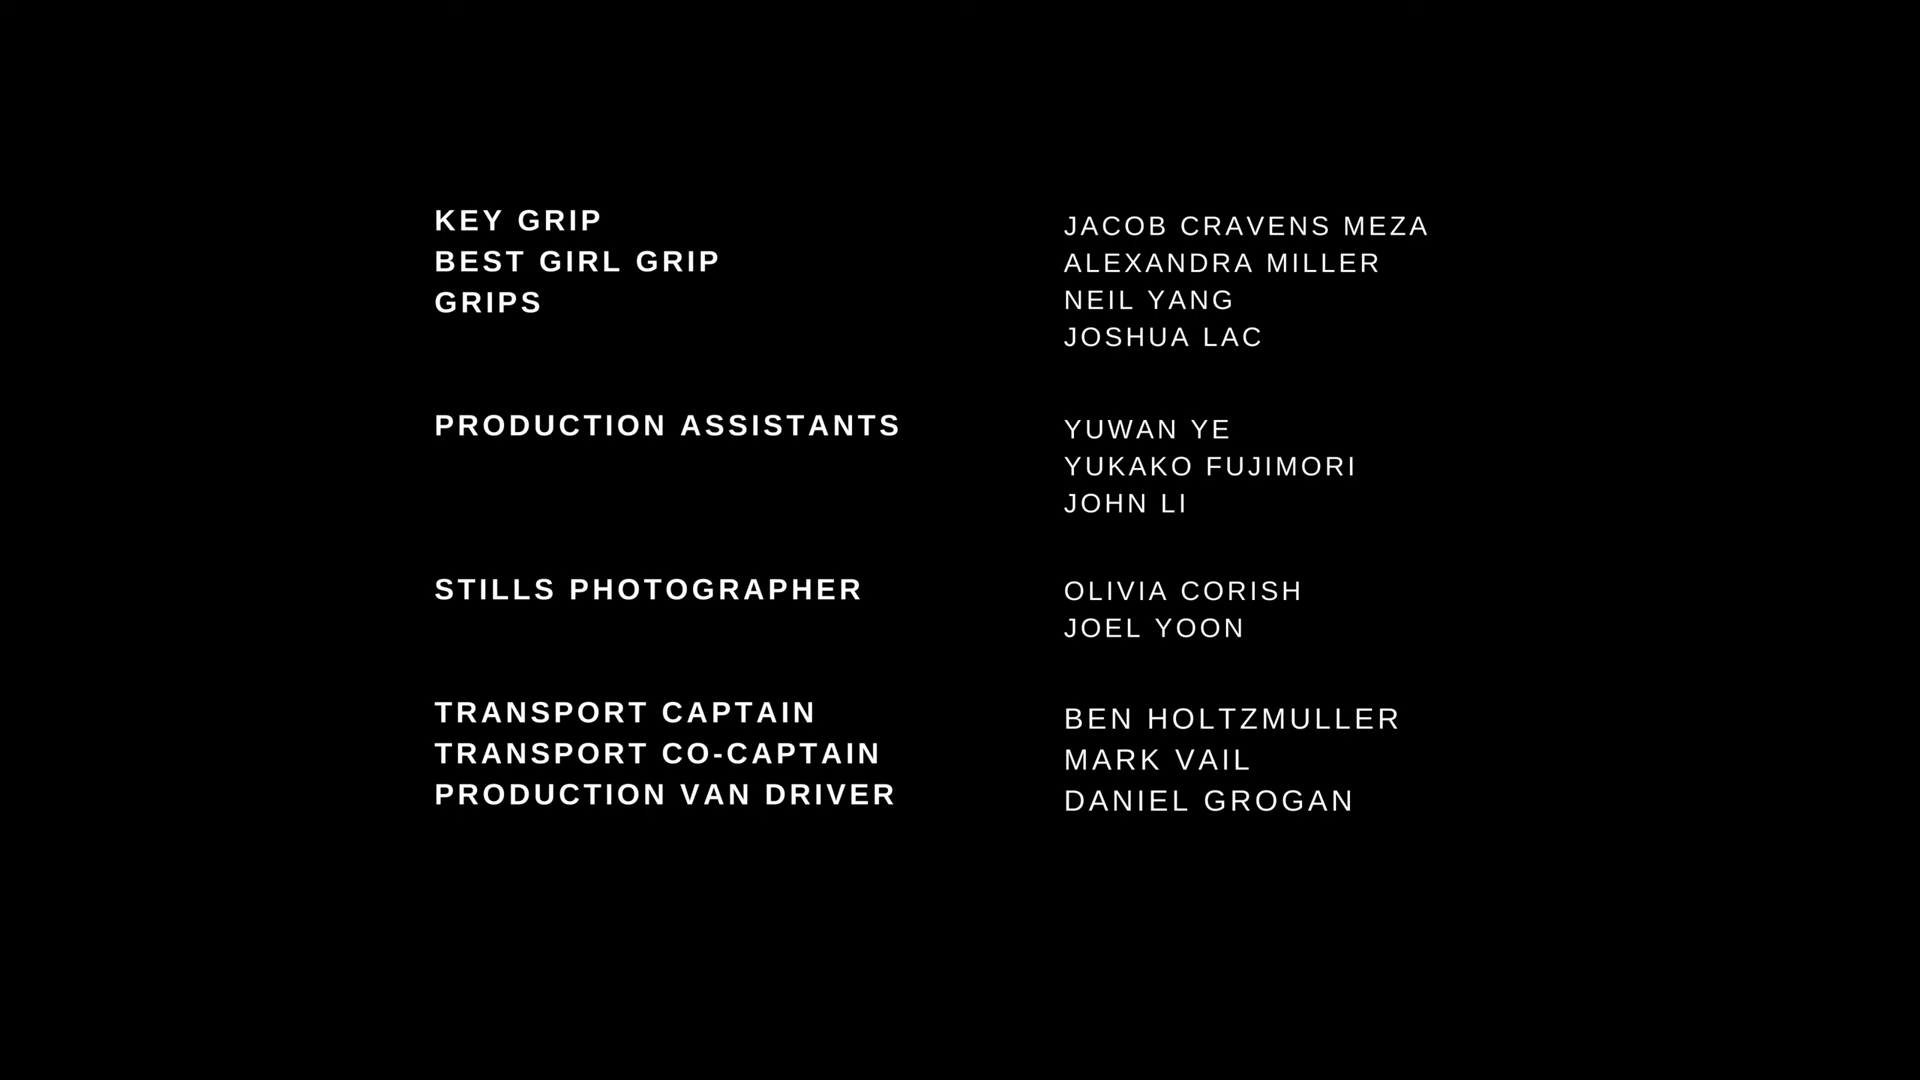 KEY GRIP JACOB CRAVENS MEZA
BEST GIRL GRIP ALEXANDRA MILLER
GRIPS NEIL YANG
JOSHUA LAC
PRODUCTION ASSISTANTS YUWAN YE
YUKAKO FUJIMORI
JOHN LI
STILLS PHOTOGRAPHER OLIVIA CORISH
JOEL YOON
TRANSPORT CAPTAIN BEN HOLTZMULLER
TRANSPORT CO-CAPTAIN MARK VAIL
PRODUCTION VAN DRIVER DANIEL GROGAN